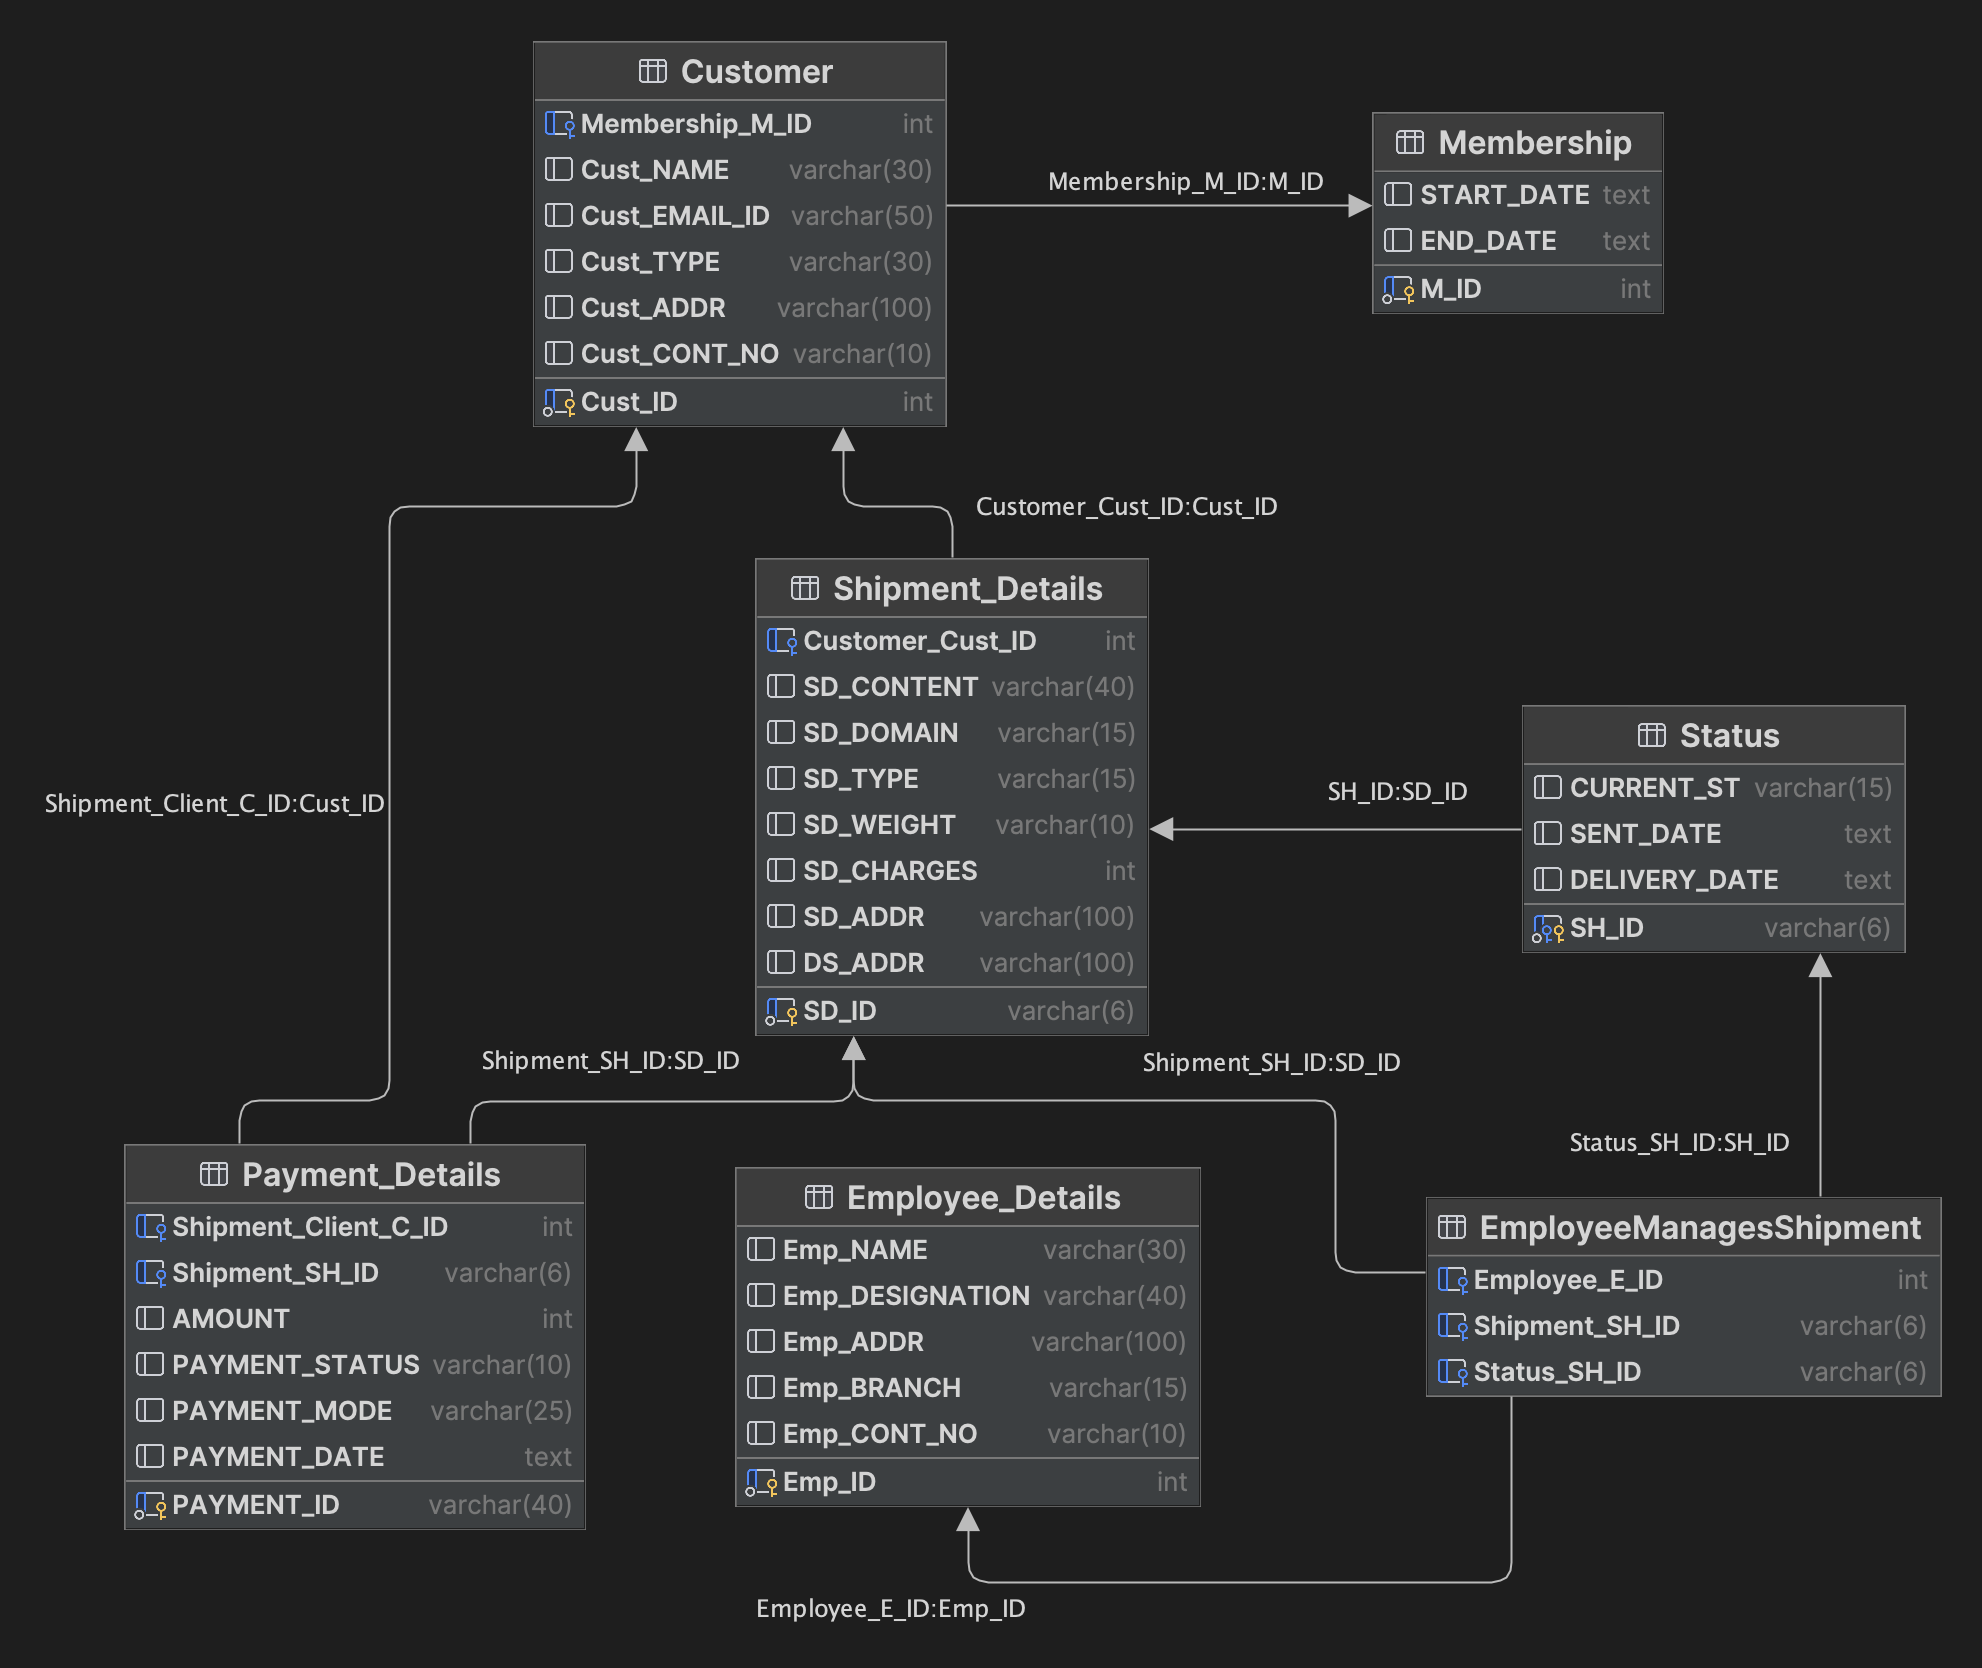 Customer
Membership_M_ID int
Cust_NAME varchar(30)
Cust_EMAIL_ID varchar(50)
Cust_TYPE varchar(30)
Cust_ADDR varchar(100)
Cust_CONT_NO varchar(10)
Cust_ID int
Membership_M_ID:M_ID
Membership
START_DATE text
END_DATE text
M_ID int
Customer_Cust_ID:Cust_ID
Shipment_Client_C_ID:Cust_ID
Shipment_Details
Customer_Cust_ID int
SD_CONTENT varchar(40)
SD_DOMAIN varchar(15)
SD_TYPE varchar(15)
SD_WEIGHT varchar(10)
SD_CHARGES int
SD_ADDR varchar(100)
DS_ADDR varchar(100)
SD_ID varchar(6)
SH_ID:SD_ID
Status
CURRENT_ST varchar(15)
SENT_DATE text
DELIVERY_DATE text
SH_ID varchar(6)
Shipment_SH_ID:SD_ID
Shipment_SH_ID:SD_ID
Status_SH_ID:SH_ID
Payment_Details
Shipment_Client_C_ID int
Shipment_SH_ID varchar(6)
AMOUNT int
PAYMENT_STATUS varchar(10)
PAYMENT_MODE varchar(25)
PAYMENT_DATE text
PAYMENT_ID varchar(40)
Employee_Details
Emp_NAME varchar(30)
Emp_DESIGNATION varchar(40)
Emp_ADDR varchar(100)
Emp_BRANCH varchar(15)
Emp_CONT_NO varchar(10)
Emp_ID int
EmployeeManagesShipment
Employee_E_ID int
Shipment_SH_ID varchar(6)
Status_SH_ID varchar(6)
Employee_E_ID:Emp_ID